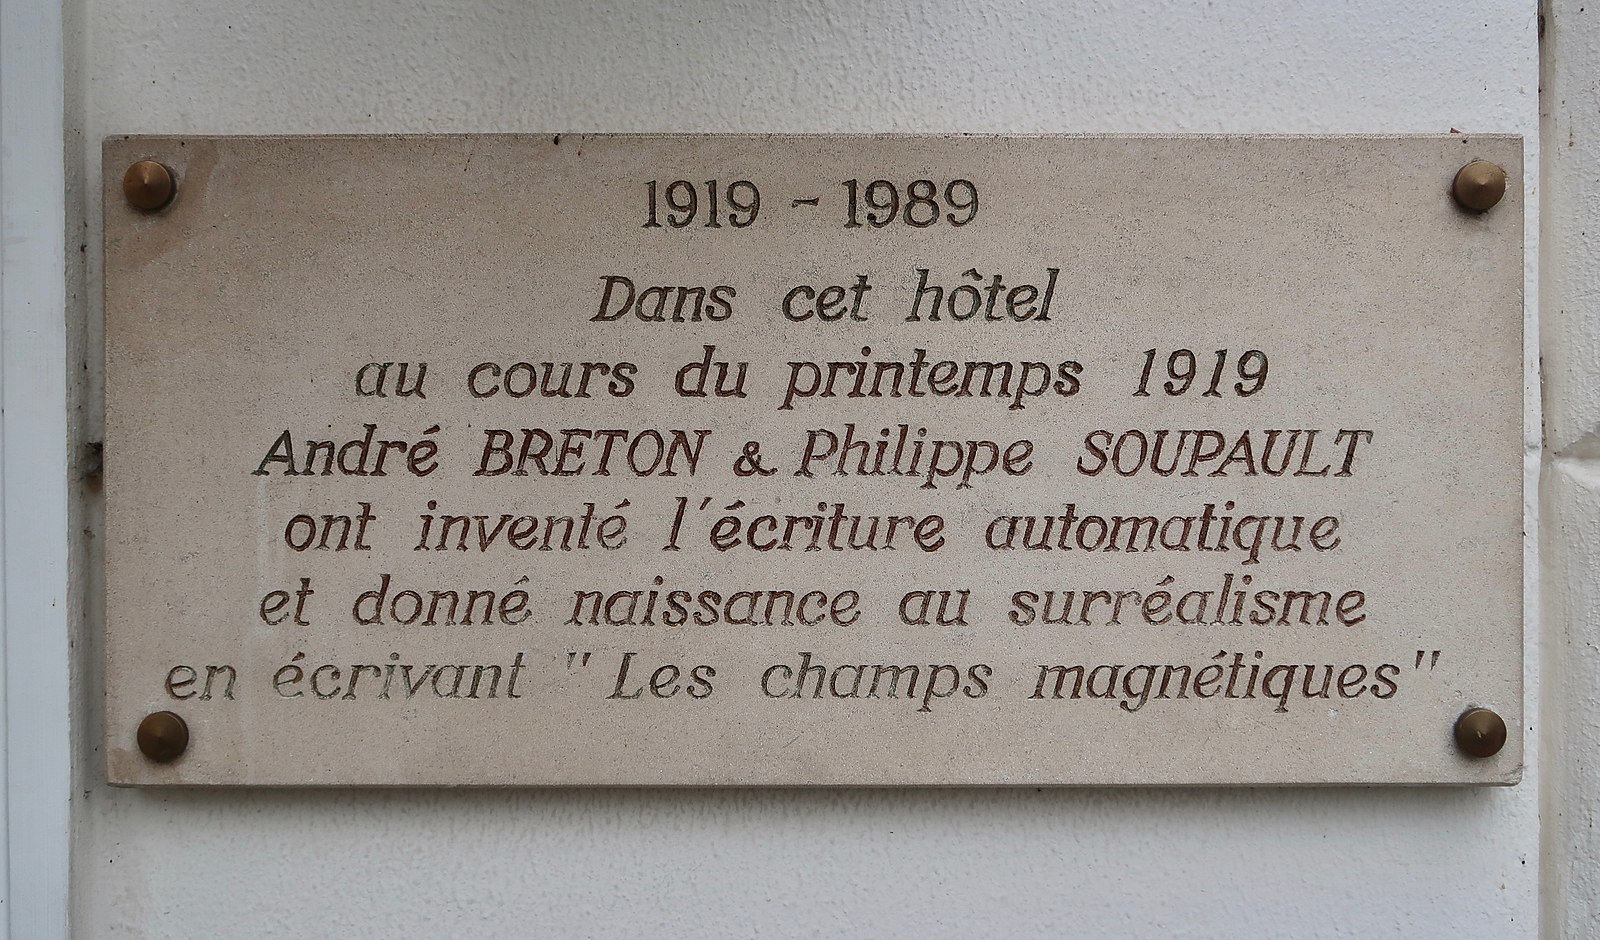 1919 - 1989
Dans cet hôtel
au cours du printemps 1919
André BRETON & Philippe SOUPAULT
ont inventé l'écriture automatique
et donné naissance au surréalisme
en écrivant "Les champs magnétiques"